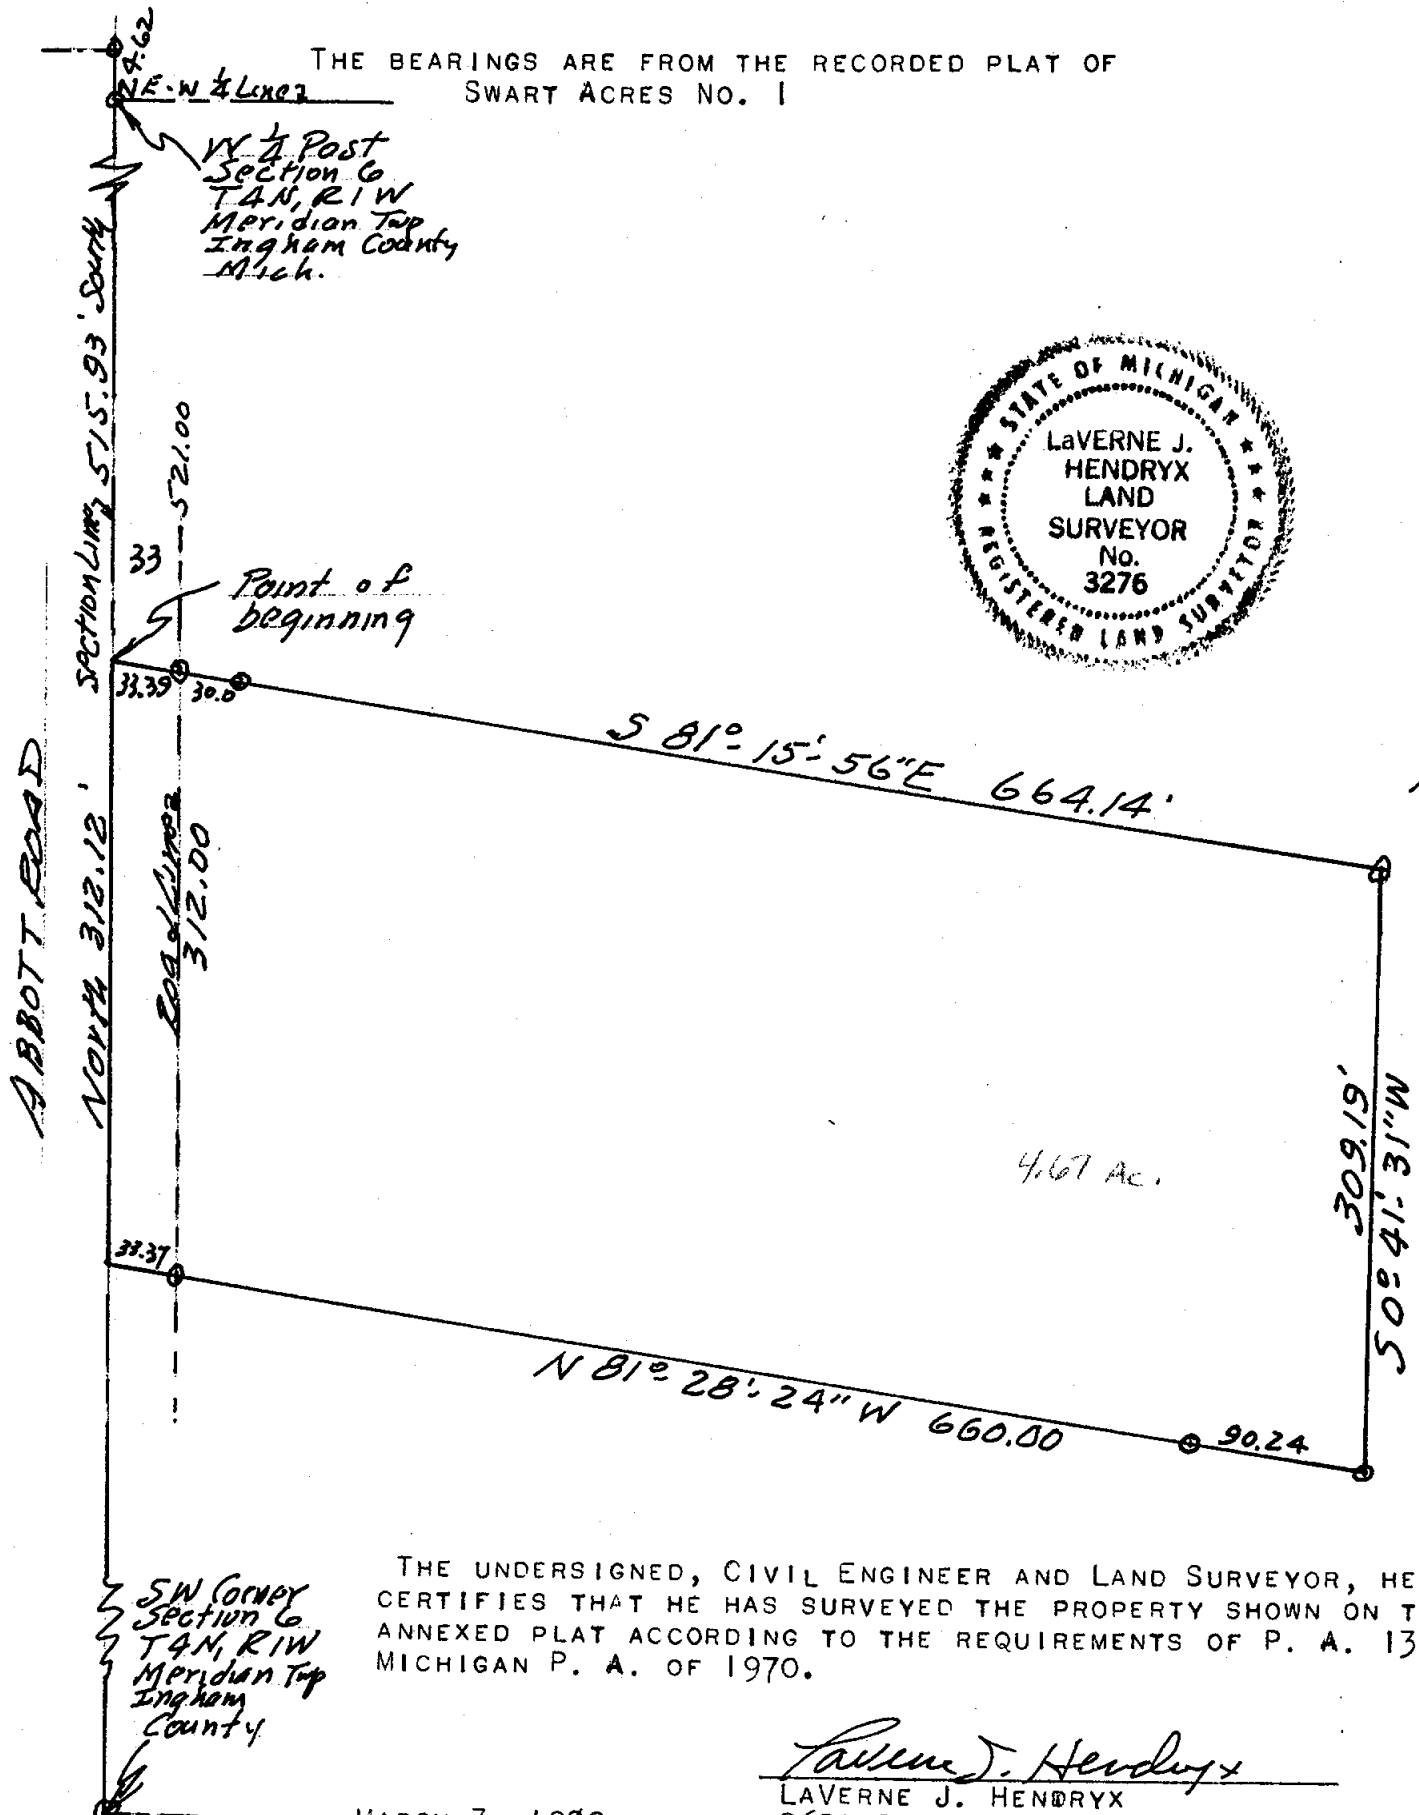 24.62
THE BEARINGS ARE FROM THE RECORDED PLAT OF
SWART ACRES NO. 1
E-W ¼ Line
W ¼ Post
Section 6
T4N, R1W
Meridian Twp
Ingham County
Mich.
Section Line 515.93' South
521.00
33
Point of
beginning
STATE OF MICHIGAN
LaVERNE J.
HENDRYX
LAND
SURVEYOR
No.
3276
REGISTERED LAND SURVEYOR
33.39
30.0
S 81°-15'-56"E 664.14'
ABBOTT ROAD
North 312.12'
Road Line
312.00
309.19'
S 0°-41'-31"W
4.67 Ac.
33.37
N 81°-28'-24" W 660.00
90.24
SW Corner
Section 6
T4N, R1W
Meridian Twp
Ingham
County
THE UNDERSIGNED, CIVIL ENGINEER AND LAND SURVEYOR, HE
CERTIFIES THAT HE HAS SURVEYED THE PROPERTY SHOWN ON T
ANNEXED PLAT ACCORDING TO THE REQUIREMENTS OF P. A. 13
MICHIGAN P. A. OF 1970.
LaVerne J. Hendryx
LAVERNE J. HENDRYX